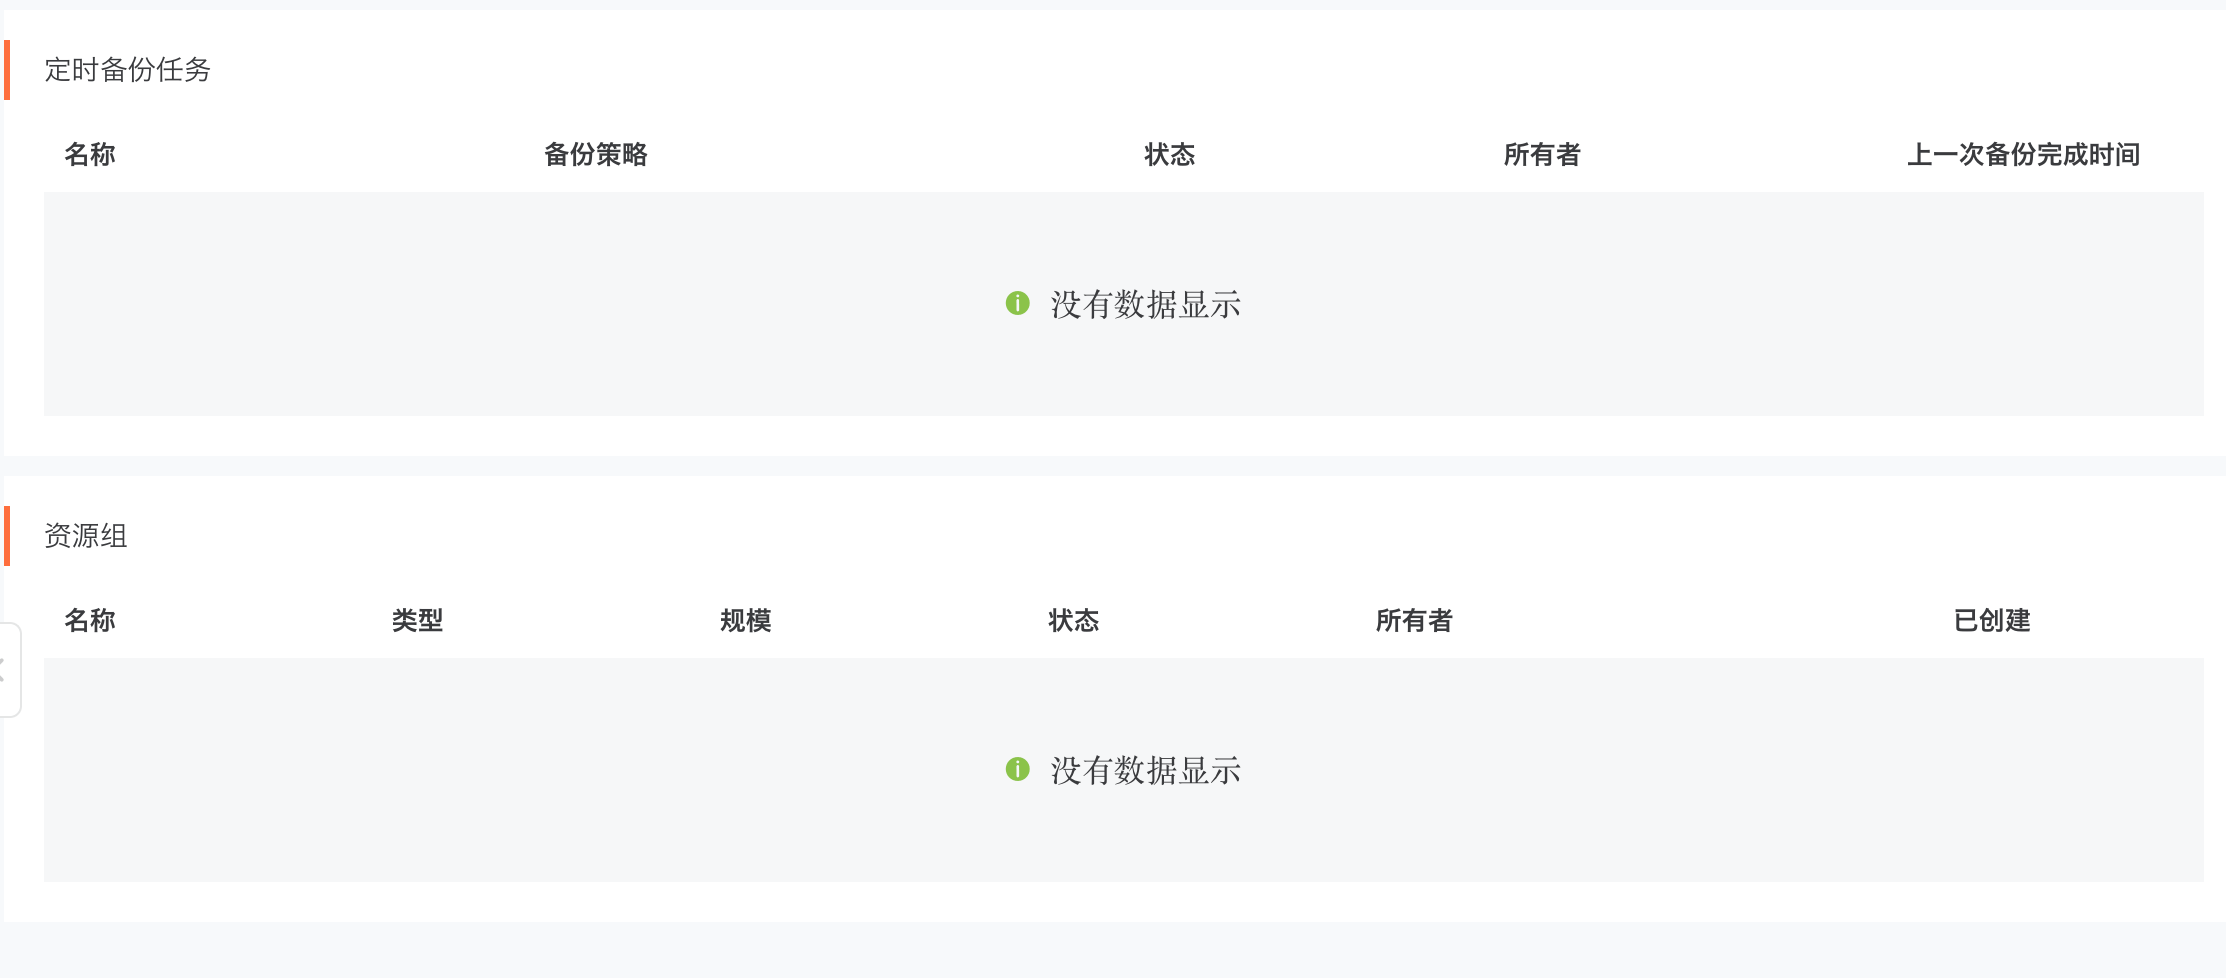 定时备份任务
名称 备份策略 状态 所有者 上一次备份完成时间
没有数据显示
资源组
名称 类型 规模 状态 所有者 已创建
没有数据显示